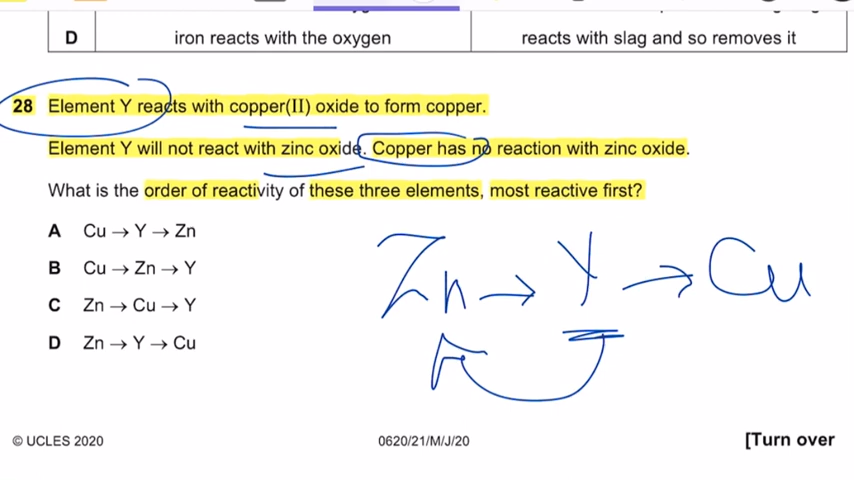 D iron reacts with the oxygen reacts with slag and so removes it
28 Element Y reacts with copper(II) oxide to form copper.
Element Y will not react with zinc oxide. Copper has no reaction with zinc oxide.
What is the order of reactivity of these three elements, most reactive first?
A Cu → Y → Zn
B Cu → Zn → Y
C Zn → Cu → Y
D Zn → Y → Cu
Zn → Y → Cu
© UCLES 2020 0620/21/M/J/20 [Turn over